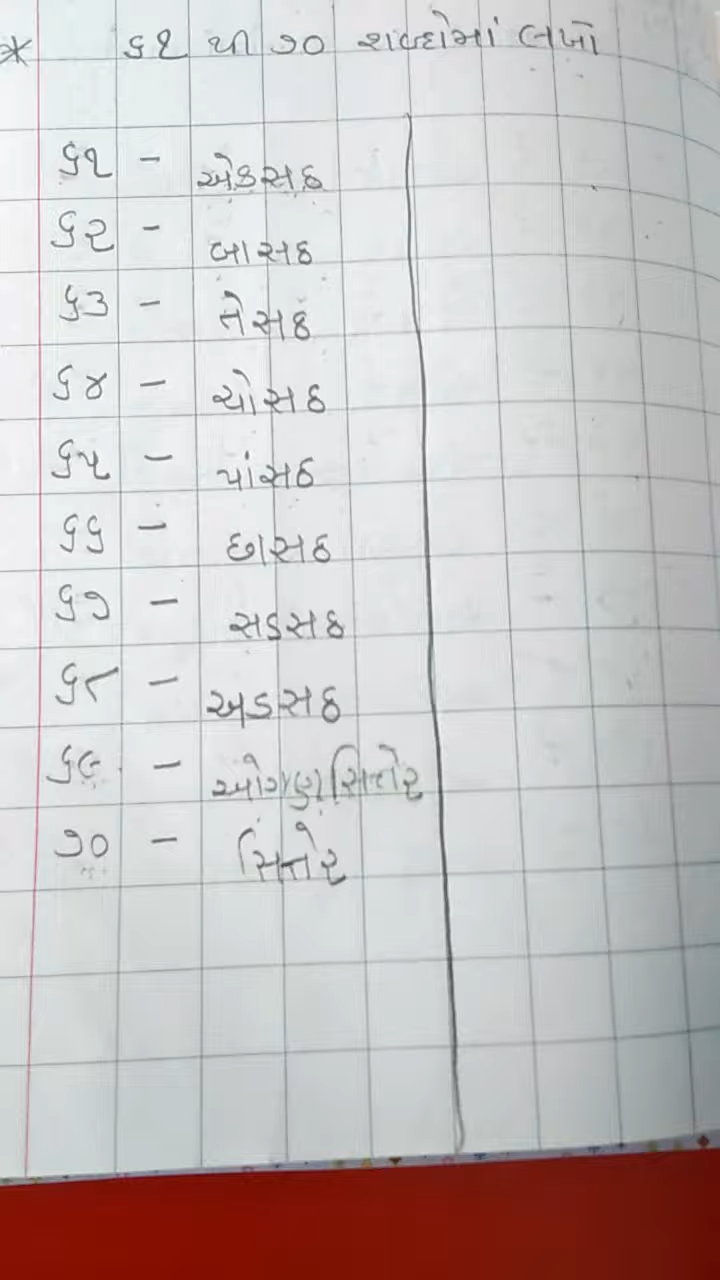 * ૬૧ થી ૭૦ શબ્દોમાં લખો
૬૧ - એકસઠ
૬૨ - બાસઠ
૬૩ - તેસઠ
૬૪ - ચોસઠ
૬૫ - પાંસઠ
૬૬ - છાસઠ
૬૭ - સડસઠ
૬૮ - અડસઠ
૬૯ - ઓગણસિત્તેર
૭૦ - સિત્તેર